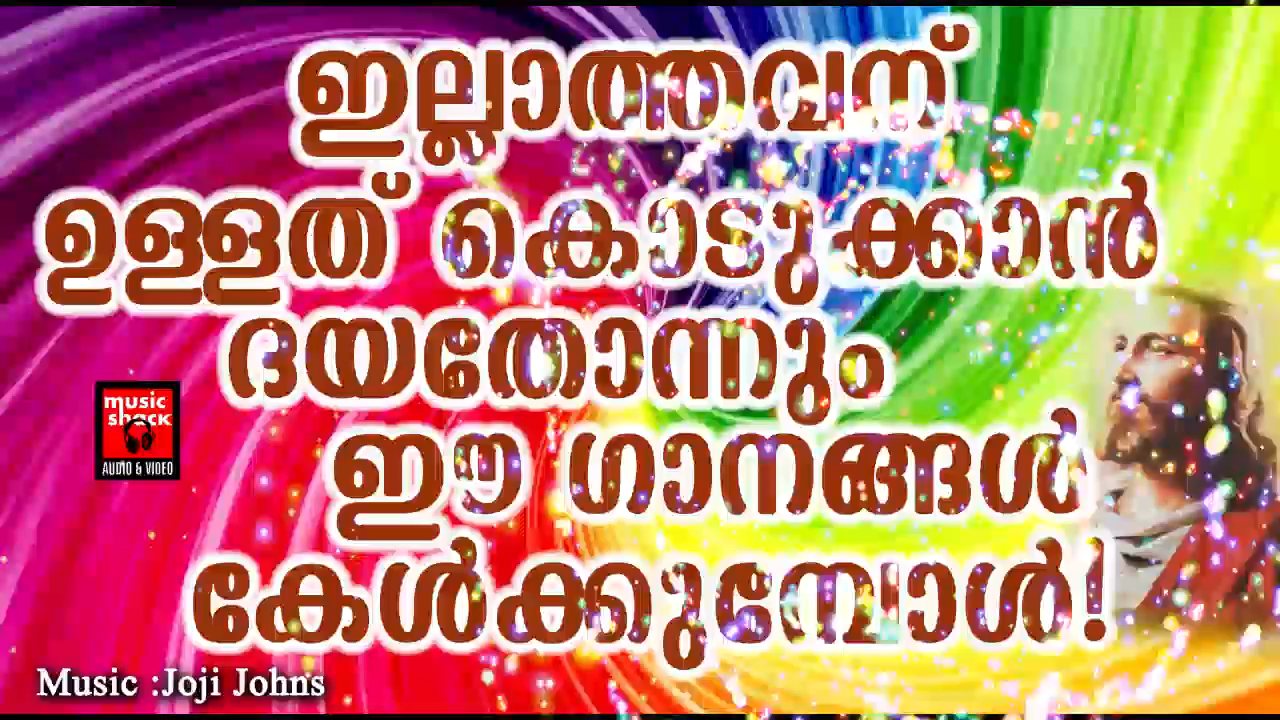 ഇല്ലാത്തവന്
ഉള്ളത് കൊടുക്കാൻ
ദയതോന്നും
ഈ ഗാനങ്ങൾ
കേൾക്കുമ്പോൾ!
music
shack
AUDIO & VIDEO
Music :Joji Johns